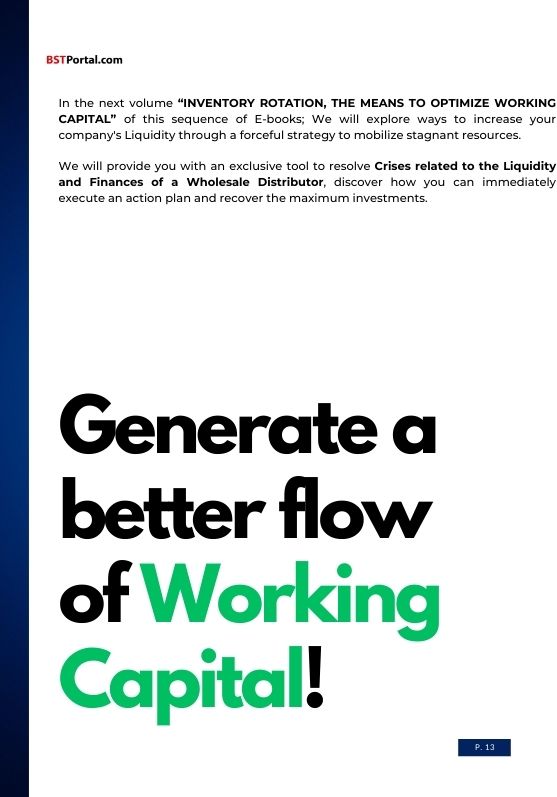 BSTPortal.com
In the next volume “INVENTORY ROTATION, THE MEANS TO OPTIMIZE WORKING
CAPITAL” of this sequence of E-books; We will explore ways to increase your
company's Liquidity through a forceful strategy to mobilize stagnant resources.
We will provide you with an exclusive tool to resolve Crises related to the Liquidity
and Finances of a Wholesale Distributor, discover how you can immediately
execute an action plan and recover the maximum investments.
Generate a
better flow
of Working
Capital!
P. 13